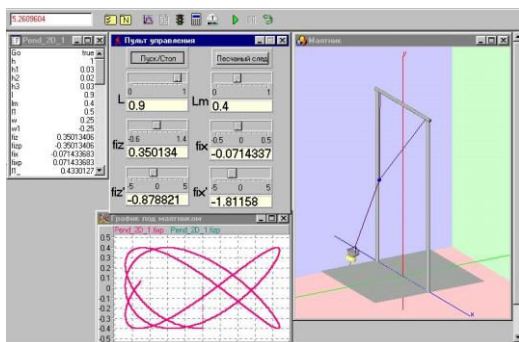 5.2609604
Pend_2D_1
Go true
h 1
h1 0.03
h2 0.02
h3 0.03
l 0.9
lm 0.4
l1 0.5
w 0.25
w1 -0.25
fiz 0.35013406
fizp -0.35013406
fix -0.071433683
fixp 0.071433683
0.4330127
Пульт управления
Пуск/Стоп Песчаный след
0 1 0 1
L 0.9 Lm 0.4
-0.6 1.4 -0.5 0 0.5
fiz 0.350134 fix -0.0714337
-5 0 5 -5 0 5
fiz' -0.878821 fix' -1.81158
График под маятником
Pend_2D_1.fixp Pend_2D_1.fizp
0.5
0.4
0.3
0.2
0.1
0
-0.1
-0.2
-0.3
-0.4
-0.5
Маятник
y
x